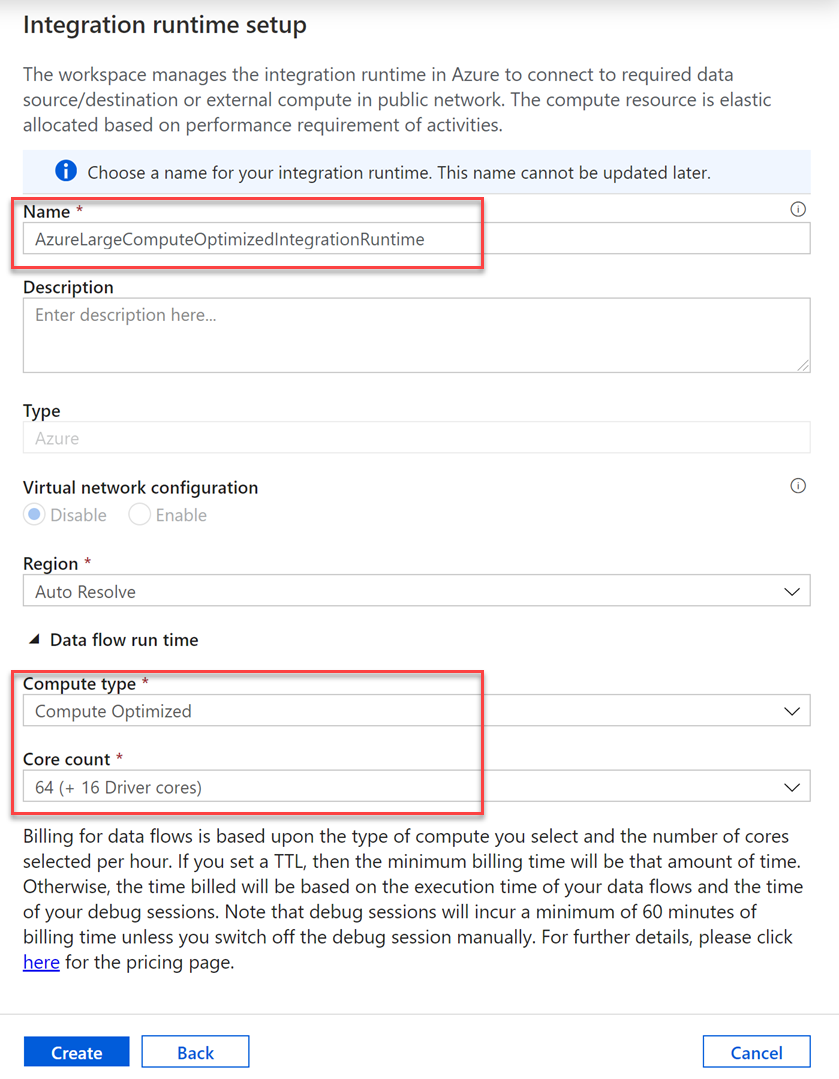 Integration runtime setup
The workspace manages the integration runtime in Azure to connect to required data
source/destination or external compute in public network. The compute resource is elastic
allocated based on performance requirement of activities.
Choose a name for your integration runtime. This name cannot be updated later.
Name *
AzureLargeComputeOptimizedIntegrationRuntime
Description
Enter description here...
Type
Azure
Virtual network configuration
Disable Enable
Region *
Auto Resolve
Data flow run time
Compute type *
Compute Optimized
Core count *
64 (+ 16 Driver cores)
Billing for data flows is based upon the type of compute you select and the number of cores
selected per hour. If you set a TTL, then the minimum billing time will be that amount of time.
Otherwise, the time billed will be based on the execution time of your data flows and the time
of your debug sessions. Note that debug sessions will incur a minimum of 60 minutes of
billing time unless you switch off the debug session manually. For further details, please click
here for the pricing page.
Create Back Cancel